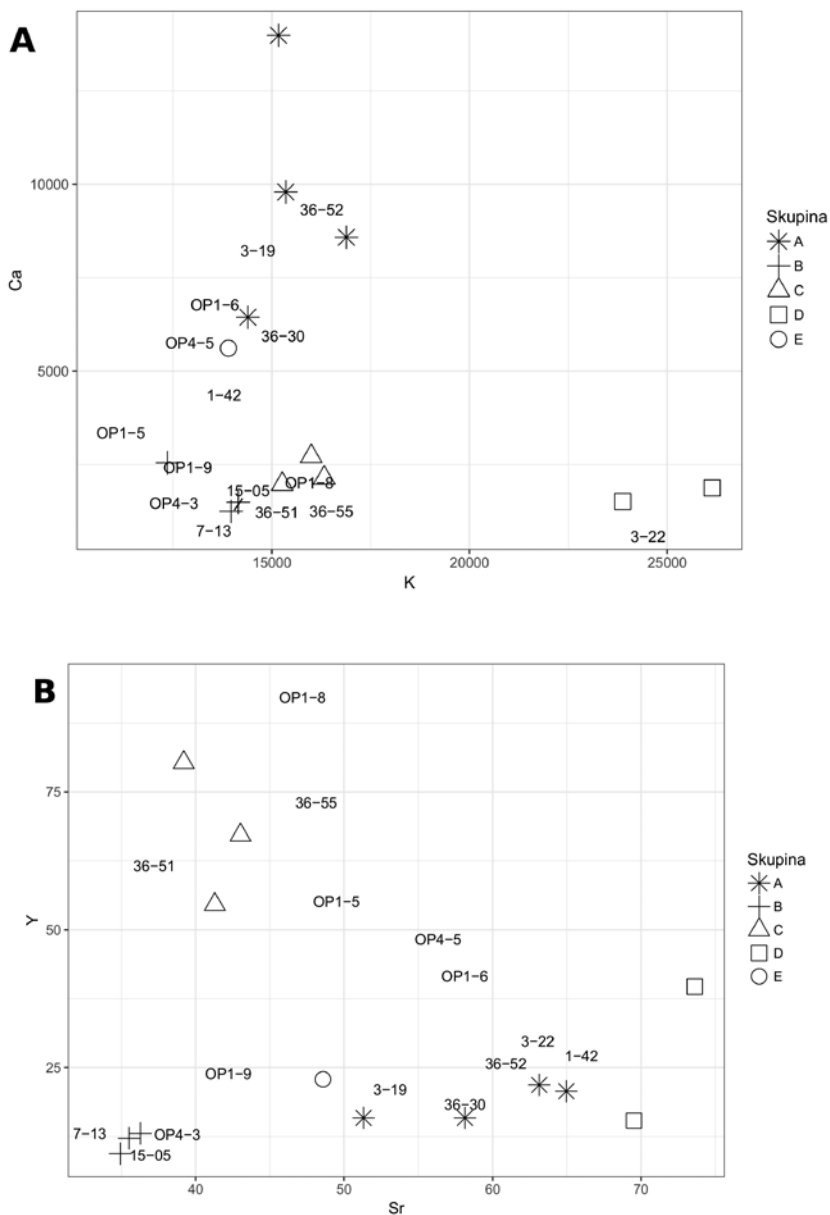 A
10000
5000
Ca
36−52
3−19
OP1−6
36−30
OP4−5
1−42
OP1−5
OP1−9
15−05
OP1−8
OP4−3
36−51
36−55
7−13
3−22
15000
20000
25000
K
Skupina
A
B
C
D
E
B
75
50
25
Y
OP1−8
36−55
36−51
OP1−5
OP4−5
OP1−6
3−22
1−42
36−52
OP1−9
3−19
36−30
7−13
OP4−3
15−05
40
50
60
70
Sr
Skupina
A
B
C
D
E